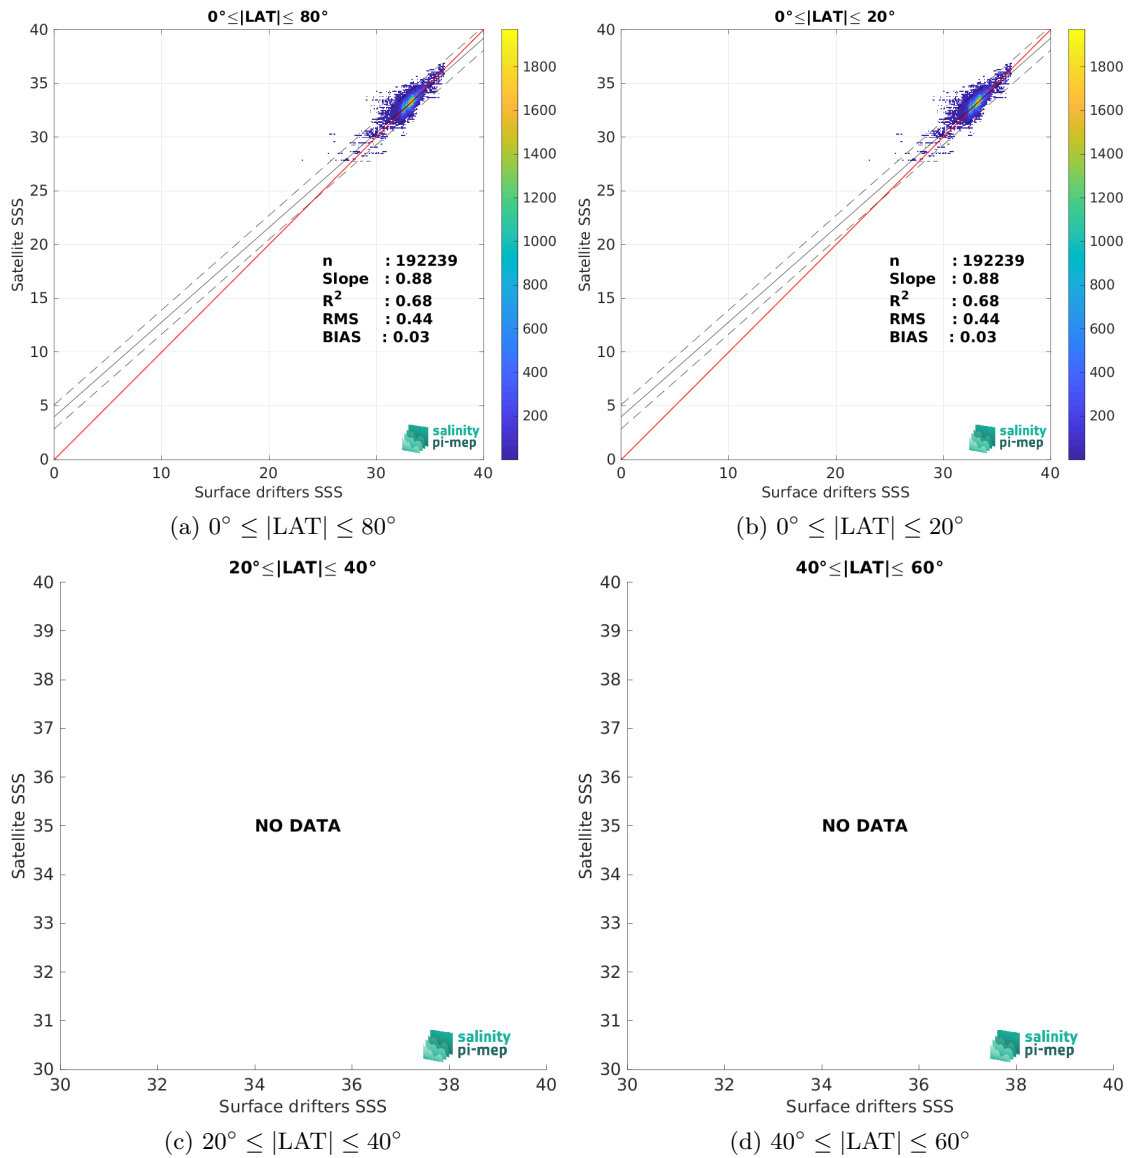 0°≤|LAT|≤ 80°
40
35
30
25
20
15
10
5
0
Satellite SSS
n : 192239
Slope : 0.88
R² : 0.68
RMS : 0.44
BIAS : 0.03
salinity
pi-mep
0 10 20 30 40
Surface drifters SSS
1800
1600
1400
1200
1000
800
600
400
200
(a) 0° ≤ |LAT| ≤ 80°
0°≤|LAT|≤ 20°
40
35
30
25
20
15
10
5
0
Satellite SSS
n : 192239
Slope : 0.88
R² : 0.68
RMS : 0.44
BIAS : 0.03
salinity
pi-mep
0 10 20 30 40
Surface drifters SSS
1800
1600
1400
1200
1000
800
600
400
200
(b) 0° ≤ |LAT| ≤ 20°
20°≤|LAT|≤ 40°
40
39
38
37
36
35
34
33
32
31
30
Satellite SSS
NO DATA
salinity
pi-mep
30 32 34 36 38 40
Surface drifters SSS
(c) 20° ≤ |LAT| ≤ 40°
40°≤|LAT|≤ 60°
40
39
38
37
36
35
34
33
32
31
30
Satellite SSS
NO DATA
salinity
pi-mep
30 32 34 36 38 40
Surface drifters SSS
(d) 40° ≤ |LAT| ≤ 60°